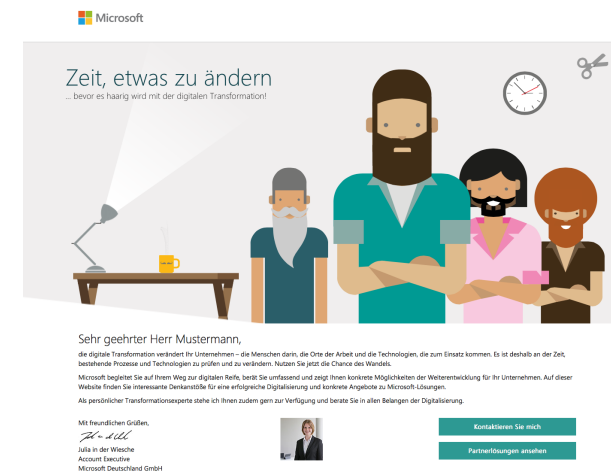 Microsoft
Zeit, etwas zu ändern
... bevor es haarig wird mit der digitalen Transformation!
Sehr geehrter Herr Mustermann,
die digitale Transformation verändert Ihr Unternehmen – die Menschen darin, die Orte der Arbeit und die Technologien, die zum Einsatz kommen. Es ist deshalb an der Zeit,
bestehende Prozesse und Technologien zu prüfen und zu verändern. Nutzen Sie jetzt die Chance des Wandels.
Microsoft begleitet Sie auf Ihrem Weg zur digitalen Reife, berät Sie umfassend und zeigt Ihnen konkrete Möglichkeiten der Weiterentwicklung für Ihr Unternehmen. Auf dieser
Website finden Sie interessante Denkanstöße für eine erfolgreiche Digitalisierung und konkrete Angebote zu Microsoft-Lösungen.
Als persönlicher Transformationsexperte stehe ich Ihnen zudem gern zur Verfügung und berate Sie in allen Belangen der Digitalisierung.
Mit freundlichen Grüßen,
Julia in der Wiesche
Account Executive
Microsoft Deutschland GmbH
Kontaktieren Sie mich
Partnerlösungen ansehen